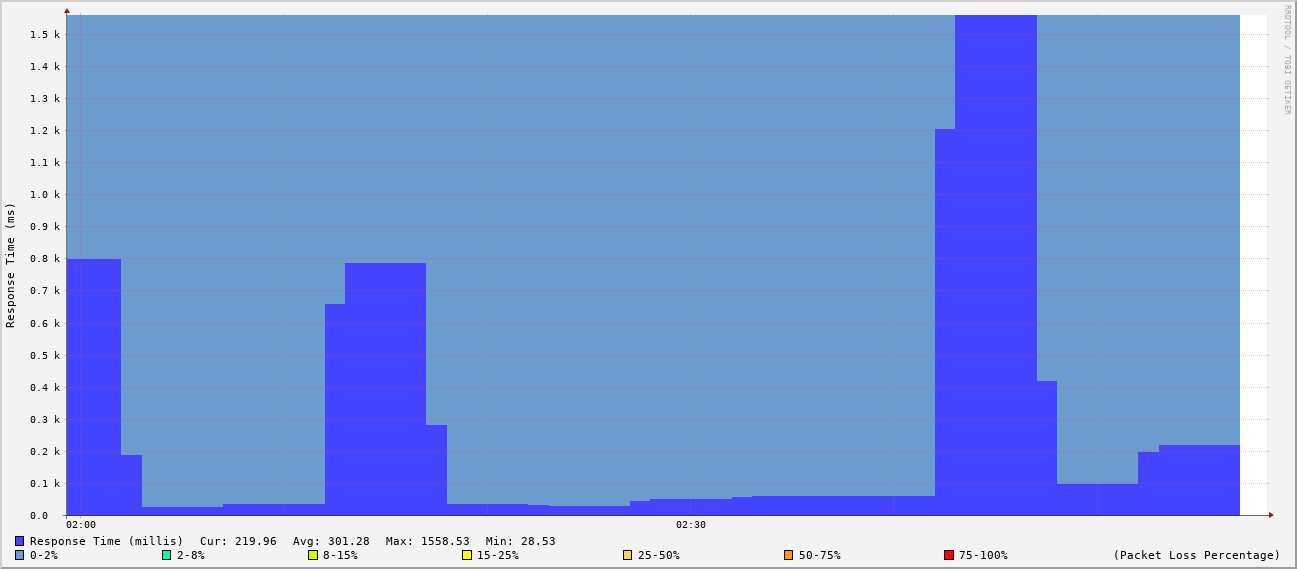 RRDTOOL / TOBI OETIKER
Response Time (ms)
1.5 k
1.4 k
1.3 k
1.2 k
1.1 k
1.0 k
0.9 k
0.8 k
0.7 k
0.6 k
0.5 k
0.4 k
0.3 k
0.2 k
0.1 k
0.0
02:00 02:30
Response Time (millis) Cur: 219.96 Avg: 301.28 Max: 1558.53 Min: 28.53
0-2% 2-8% 8-15% 15-25% 25-50% 50-75% 75-100% (Packet Loss Percentage)